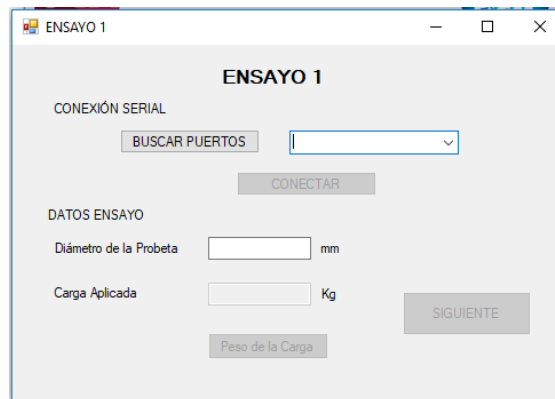 ENSAYO 1
ENSAYO 1
CONEXIÓN SERIAL
BUSCAR PUERTOS
CONECTAR
DATOS ENSAYO
Diámetro de la Probeta mm
Carga Aplicada Kg
SIGUIENTE
Peso de la Carga